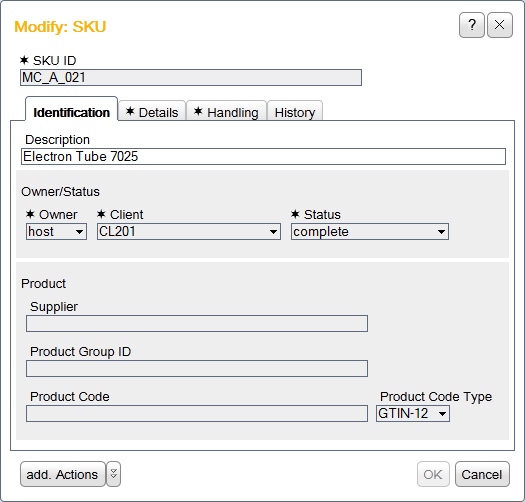 Modify: SKU
?
✶ SKU ID
MC_A_021
Identification ✶ Details ✶ Handling History
Description
Electron Tube 7025
Owner/Status
✶ Owner ✶ Client ✶ Status
host CL201 complete
Product
Supplier
Product Group ID
Product Code Product Code Type
GTIN-12
add. Actions OK Cancel